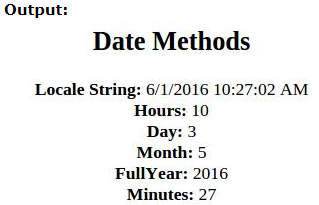 Output:
Date Methods
Locale String: 6/1/2016 10:27:02 AM
Hours: 10
Day: 3
Month: 5
FullYear: 2016
Minutes: 27